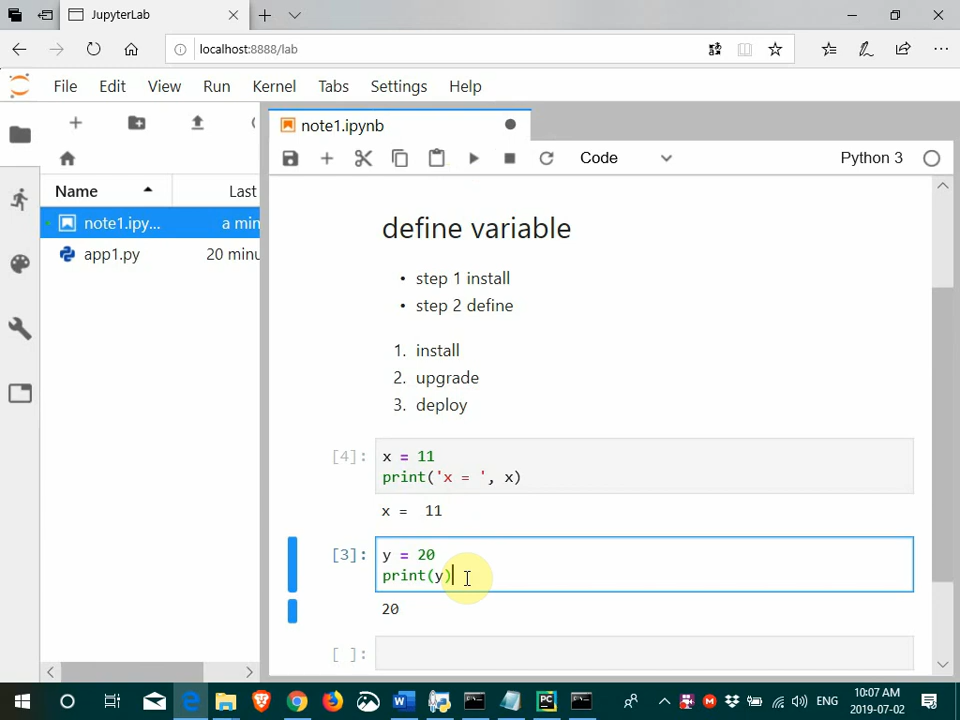 JupyterLab
localhost:8888/lab
File Edit View Run Kernel Tabs Settings Help
note1.ipynb
Code
Python 3
Name
Last
note1.ipy...
a min
app1.py
20 minu
define variable
• step 1 install
• step 2 define
1. install
2. upgrade
3. deploy
[4]:
x = 11
print('x = ', x)
x =  11
[3]:
y = 20
print(y)
20
[ ]:
ENG
10:07 AM
2019-07-02